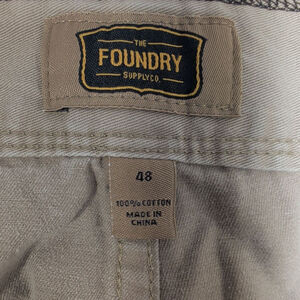 THE
FOUNDRY
SUPPLY CO.
48
100% COTTON
MADE IN
CHINA